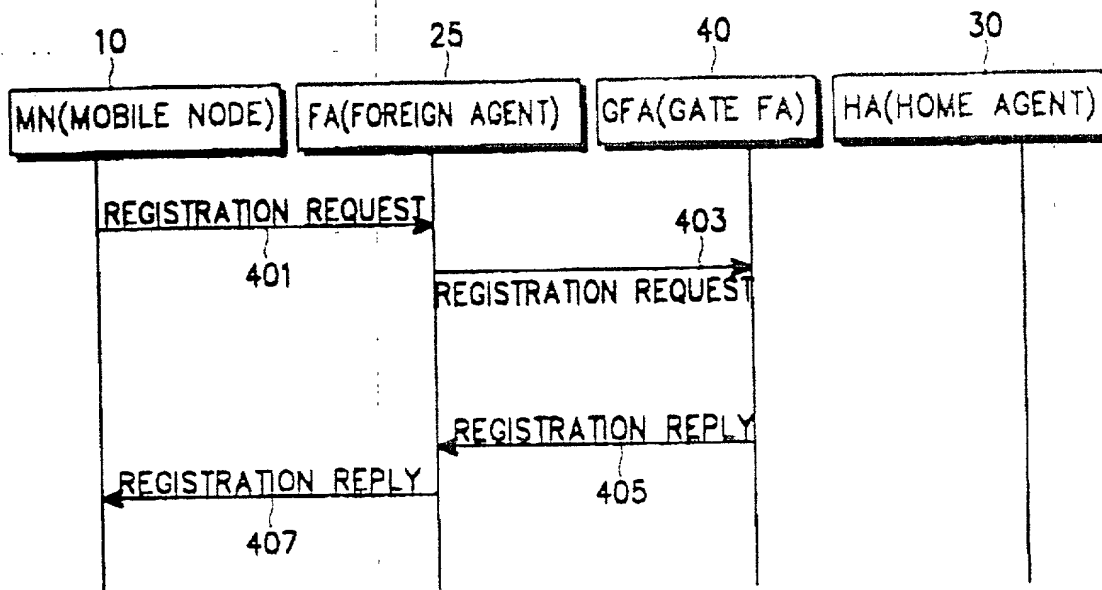 10
25
40
30
MN(MOBILE NODE)
FA(FOREIGN AGENT)
GFA(GATE FA)
HA(HOME AGENT)
REGISTRATION REQUEST
401
403
REGISTRATION REQUEST
REGISTRATION REPLY
405
REGISTRATION REPLY
407